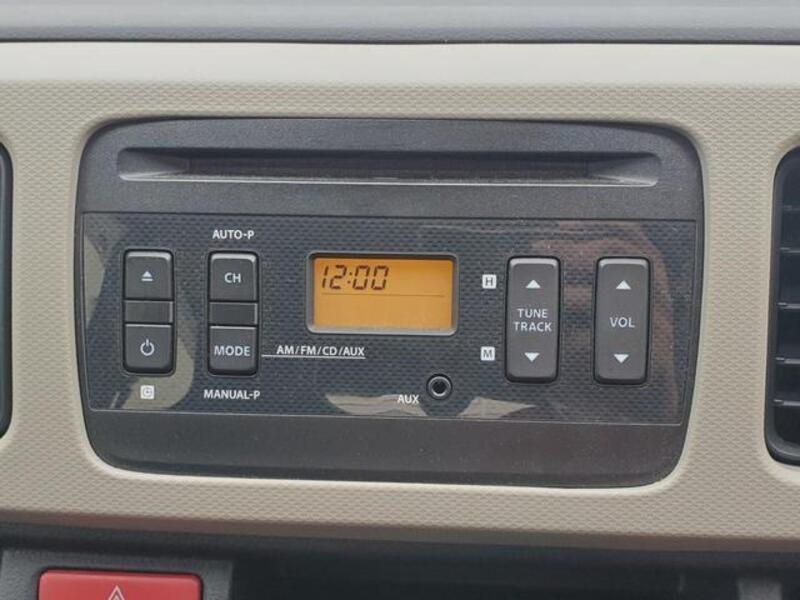 AUTO-P
CH
MODE
AM/FM/CD/AUX
MANUAL-P
12:00
AUX
H
M
TUNE
TRACK
VOL